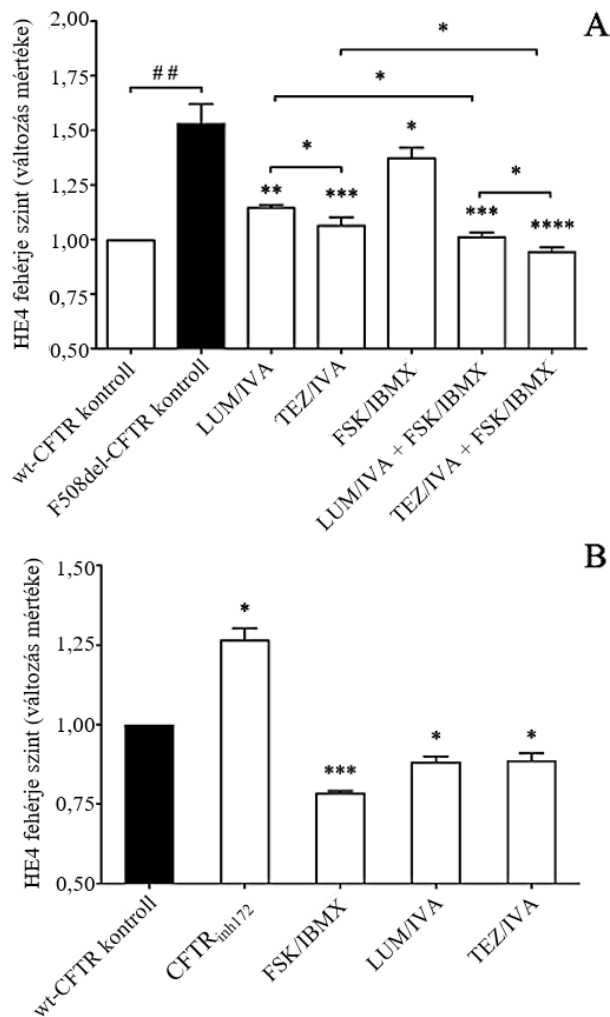 A
HE4 fehérje szint (változás mértéke)
2,00
1,75
1,50
1,25
1,00
0,75
0,50
##
**
*
***
*
*
*
***
*
****
wt-CFTR kontroll
F508del-CFTR kontroll
LUM/IVA
TEZ/IVA
FSK/IBMX
LUM/IVA + FSK/IBMX
TEZ/IVA + FSK/IBMX
B
HE4 fehérje szint (változás mértéke)
1,50
1,25
1,00
0,75
0,50
*
***
*
*
wt-CFTR kontroll
CFTRinh172
FSK/IBMX
LUM/IVA
TEZ/IVA